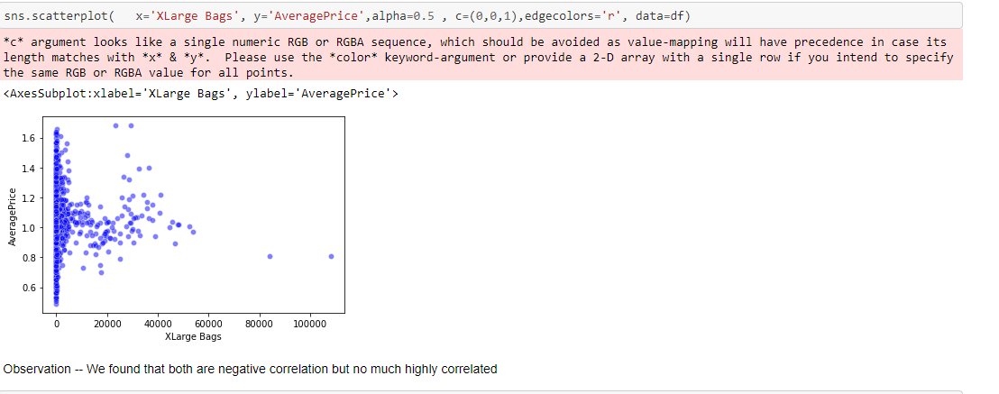 sns.scatterplot(   x='XLarge Bags', y='AveragePrice',alpha=0.5 , c=(0,0,1),edgecolors='r', data=df)
*c* argument looks like a single numeric RGB or RGBA sequence, which should be avoided as value-mapping will have precedence in case its
length matches with *x* & *y*.  Please use the *color* keyword-argument or provide a 2-D array with a single row if you intend to specify
the same RGB or RGBA value for all points.
<AxesSubplot:xlabel='XLarge Bags', ylabel='AveragePrice'>
1.6
1.4
1.2
1.0
0.8
0.6
AveragePrice
0 20000 40000 60000 80000 100000
XLarge Bags
Observation -- We found that both are negative correlation but no much highly correlated